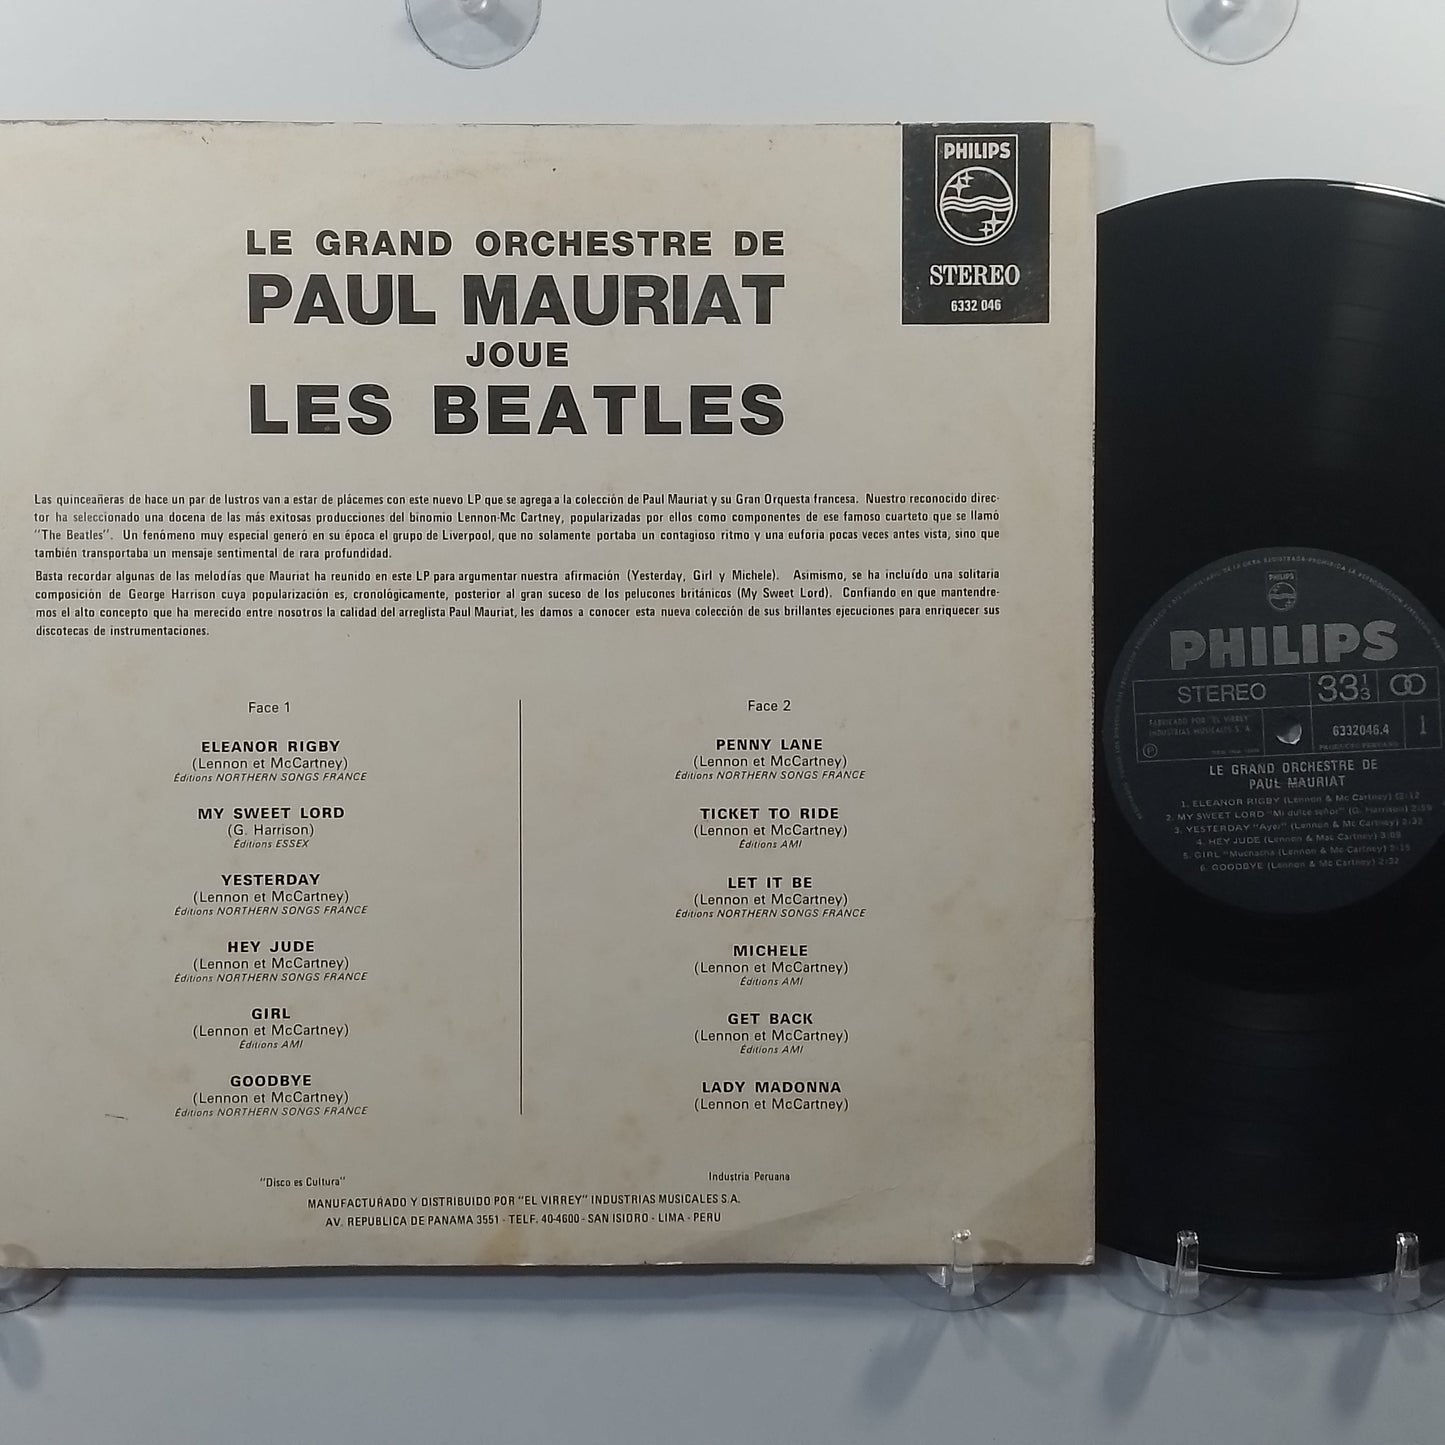 PHILIPS
STEREO
6332 046
LE GRAND ORCHESTRE DE
PAUL MAURIAT
JOUE
LES BEATLES
Las quinceañeras de hace un par de lustros van a estar de plácemes con este nuevo LP que se agrega a la colección de Paul Mauriat y su Gran Orquesta francesa. Nuestro reconocido direc-
tor ha seleccionado una docena de las más exitosas producciones del binomio Lennon-Mc Cartney, popularizadas por ellos como componentes de ese famoso cuarteto que se llamó
"The Beatles". Un fenómeno muy especial generó en su época el grupo de Liverpool, que no solamente portaba un contagioso ritmo y una euforia pocas veces antes vista, sino que
también transportaba un mensaje sentimental de rara profundidad.
Basta recordar algunas de las melodías que Mauriat ha reunido en este LP para argumentar nuestra afirmación (Yesterday, Girl y Michele). Asimismo, se ha incluído una solitaria
composición de George Harrison cuya popularización es, cronológicamente, posterior al gran suceso de los pelucones británicos (My Sweet Lord). Confiando en que mantendre-
mos el alto concepto que ha merecido entre nosotros la calidad del arreglista Paul Mauriat, les damos a conocer esta nueva colección de sus brillantes ejecuciones para enriquecer sus
discotecas de instrumentaciones.
Face 1
ELEANOR RIGBY
(Lennon et McCartney)
Éditions NORTHERN SONGS FRANCE
MY SWEET LORD
(G. Harrison)
Éditions ESSEX
YESTERDAY
(Lennon et McCartney)
Éditions NORTHERN SONGS FRANCE
HEY JUDE
(Lennon et McCartney)
Éditions NORTHERN SONGS FRANCE
GIRL
(Lennon et McCartney)
Éditions AMI
GOODBYE
(Lennon et McCartney)
Éditions NORTHERN SONGS FRANCE
Face 2
PENNY LANE
(Lennon et McCartney)
Éditions NORTHERN SONGS FRANCE
TICKET TO RIDE
(Lennon et McCartney)
Éditions AMI
LET IT BE
(Lennon et McCartney)
Éditions NORTHERN SONGS FRANCE
MICHELE
(Lennon et McCartney)
Éditions AMI
GET BACK
(Lennon et McCartney)
Éditions AMI
LADY MADONNA
(Lennon et McCartney)
"Disco es Cultura"
Industria Peruana
MANUFACTURADO Y DISTRIBUIDO POR "EL VIRREY" INDUSTRIAS MUSICALES S.A.
AV. REPUBLICA DE PANAMA 3551 - TELF. 40-4600 - SAN ISIDRO - LIMA - PERU
PHILIPS
PHILIPS
STEREO
33 1/3
FABRICADO POR "EL VIRREY"
INDUSTRIAS MUSICALES S. A.
6332046.4
PRODUCTO PERUANO
1
LE GRAND ORCHESTRE DE
PAUL MAURIAT
1. ELEANOR RIGBY (Lennon & Mc Cartney) 2:12
2. MY SWEET LORD "Mi dulce señor" (G. Harrison)
3. YESTERDAY "Ayer" (Lennon & Mc Cartney)
4. HEY JUDE (Lennon & Mac Cartney)
5. GIRL "Muchacha (Lennon & Mc Cartney)
6. GOODBYE (Lennon & Mc Cartney) 2:32